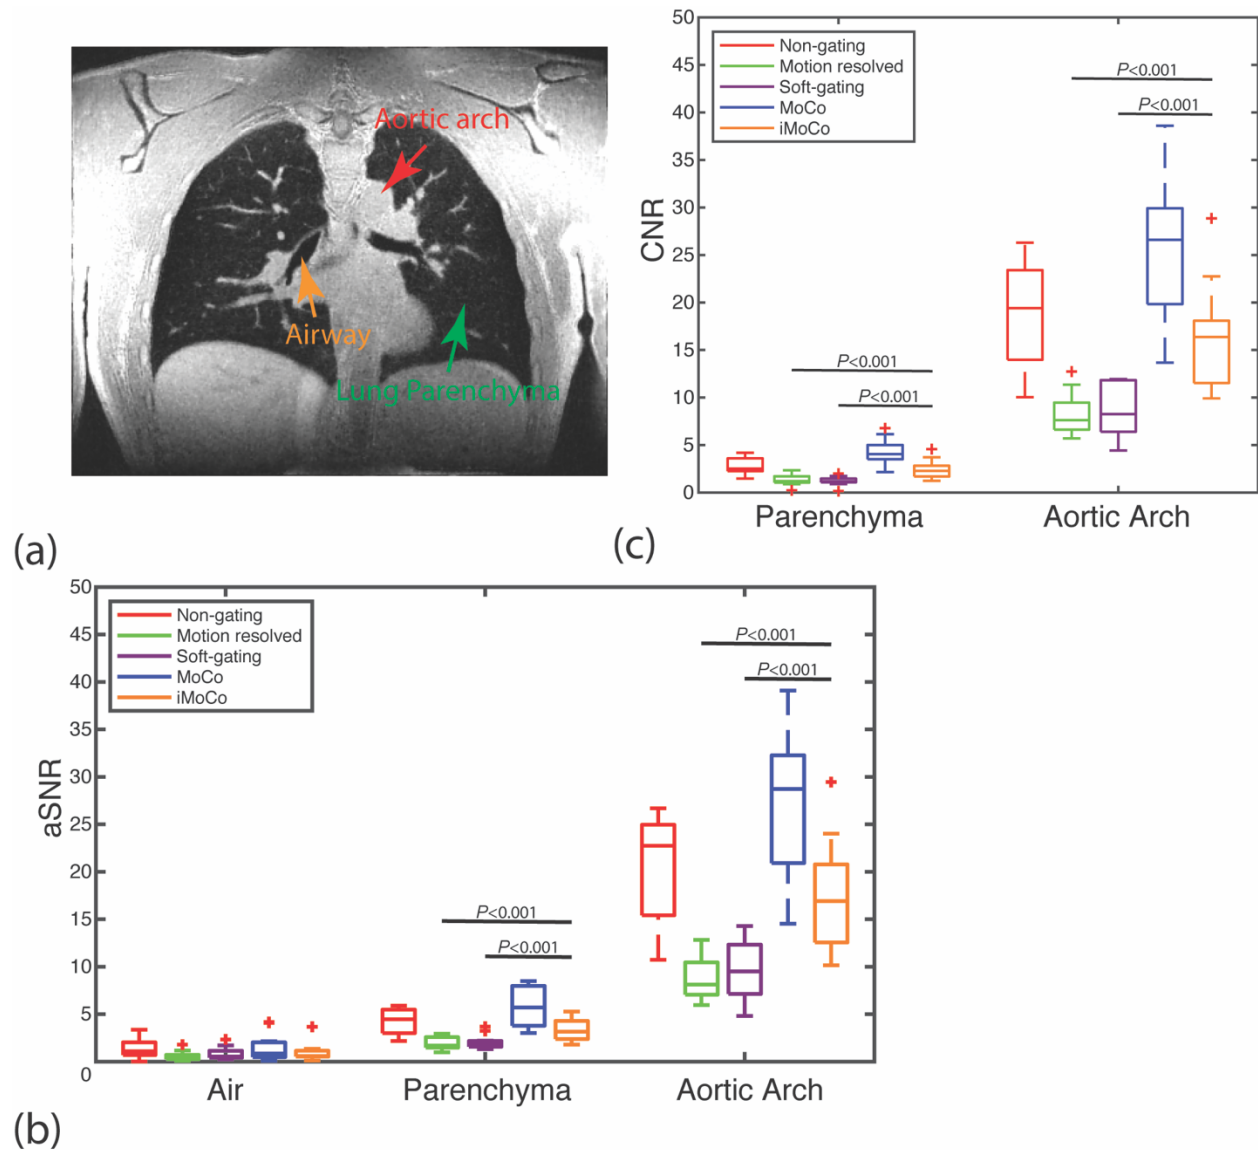 Aortic arch
Airway
Lung Parenchyma
(a)
50
45
40
35
30
25
20
15
10
5
0
CNR
Non-gating
Motion resolved
Soft-gating
MoCo
iMoCo
P<0.001
P<0.001
P<0.001
P<0.001
Parenchyma
Aortic Arch
(c)
50
45
40
35
30
25
20
15
10
5
0
aSNR
Non-gating
Motion resolved
Soft-gating
MoCo
iMoCo
P<0.001
P<0.001
P<0.001
P<0.001
Air
Parenchyma
Aortic Arch
(b)